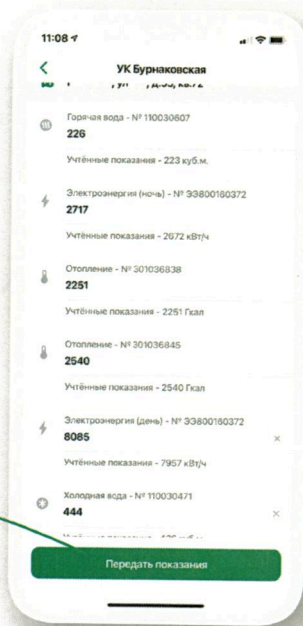 11:08
УК Бурнаковская
Горячая вода - № 110030607
226
Учтённые показания - 223 куб.м.
Электроэнергия (ночь) - № ЭЭ800160372
2717
Учтённые показания - 2672 кВт/ч
Отопление - № 301036838
2251
Учтённые показания - 2251 Гкал
Отопление - № 301036845
2540
Учтённые показания - 2540 Гкал
Электроэнергия (день) - № ЭЭ800160372
8085
Учтённые показания - 7957 кВт/ч
Холодная вода - № 110030471
444
Передать показания